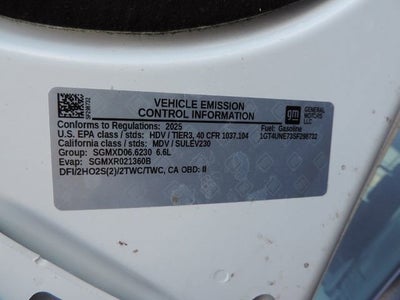 SF298732
VEHICLE EMISSION
CONTROL INFORMATION
gm
GENERAL
MOTORS
LLC
Conforms to Regulations: 2025
Fuel: Gasoline
U.S. EPA class / stds: HDV / TIER3, 40 CFR 1037.104
1GT4UNE73SF298732
California class / stds: MDV / SULEV230
Group: SGMXD06.6230 6.6L
Evap: SGMXR021360B
DFI/2HO2S(2)/2TWC/TWC, CA OBD: II